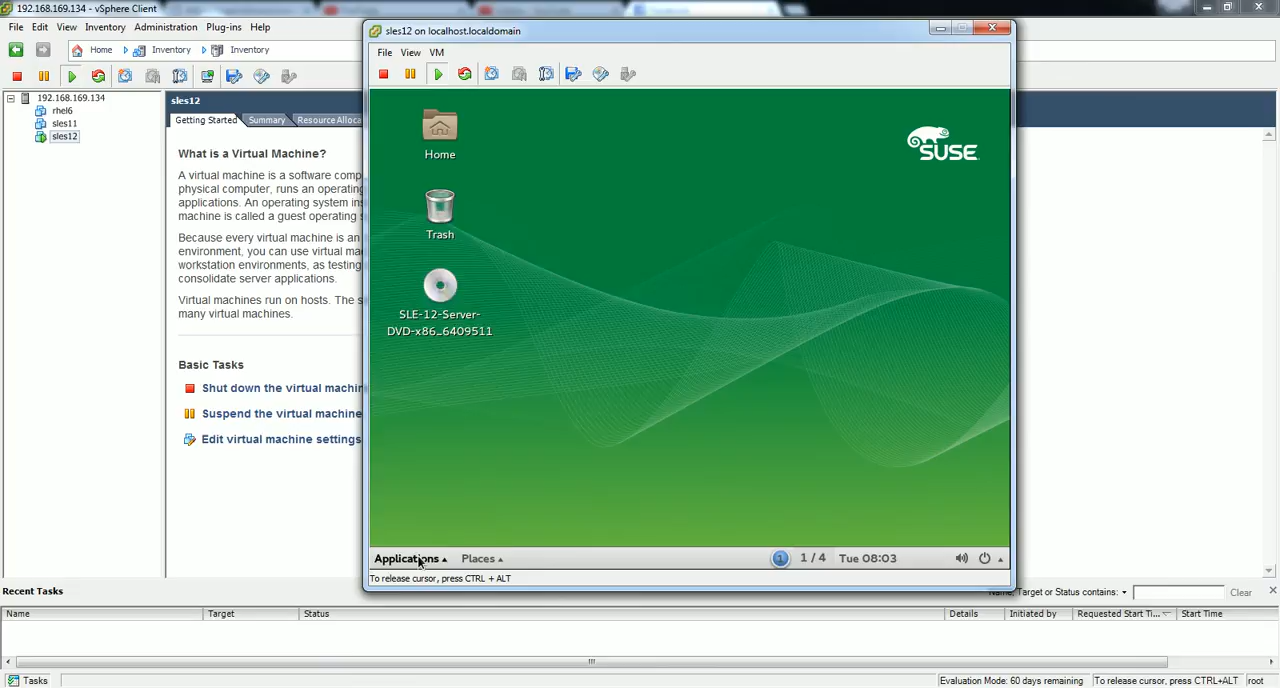 192.168.169.134 - vSphere Client
File Edit View Inventory Administration Plug-ins Help
Home Inventory Inventory
192.168.169.134
rhel6
sles11
sles12
sles12
Getting Started Summary Resource Alloca
What is a Virtual Machine?
A virtual machine is a software comp
physical computer, runs an operating
applications. An operating system ins
machine is called a guest operating s
Because every virtual machine is an
environment, you can use virtual ma
workstation environments, as testing
consolidate server applications.
Virtual machines run on hosts. The s
many virtual machines.
Basic Tasks
Shut down the virtual machin
Suspend the virtual machine
Edit virtual machine settings
sles12 on localhost.localdomain
File View VM
Home
Trash
SLE-12-Server-
DVD-x86_6409511
SUSE
Applications Places 1 1 / 4 Tue 08:03
To release cursor, press CTRL + ALT
Recent Tasks
Name, Target or Status contains: Clear
Name Target Status Details Initiated by Requested Start Ti... Start Time
Tasks Evaluation Mode: 60 days remaining To release cursor, press CTRL+ALT root